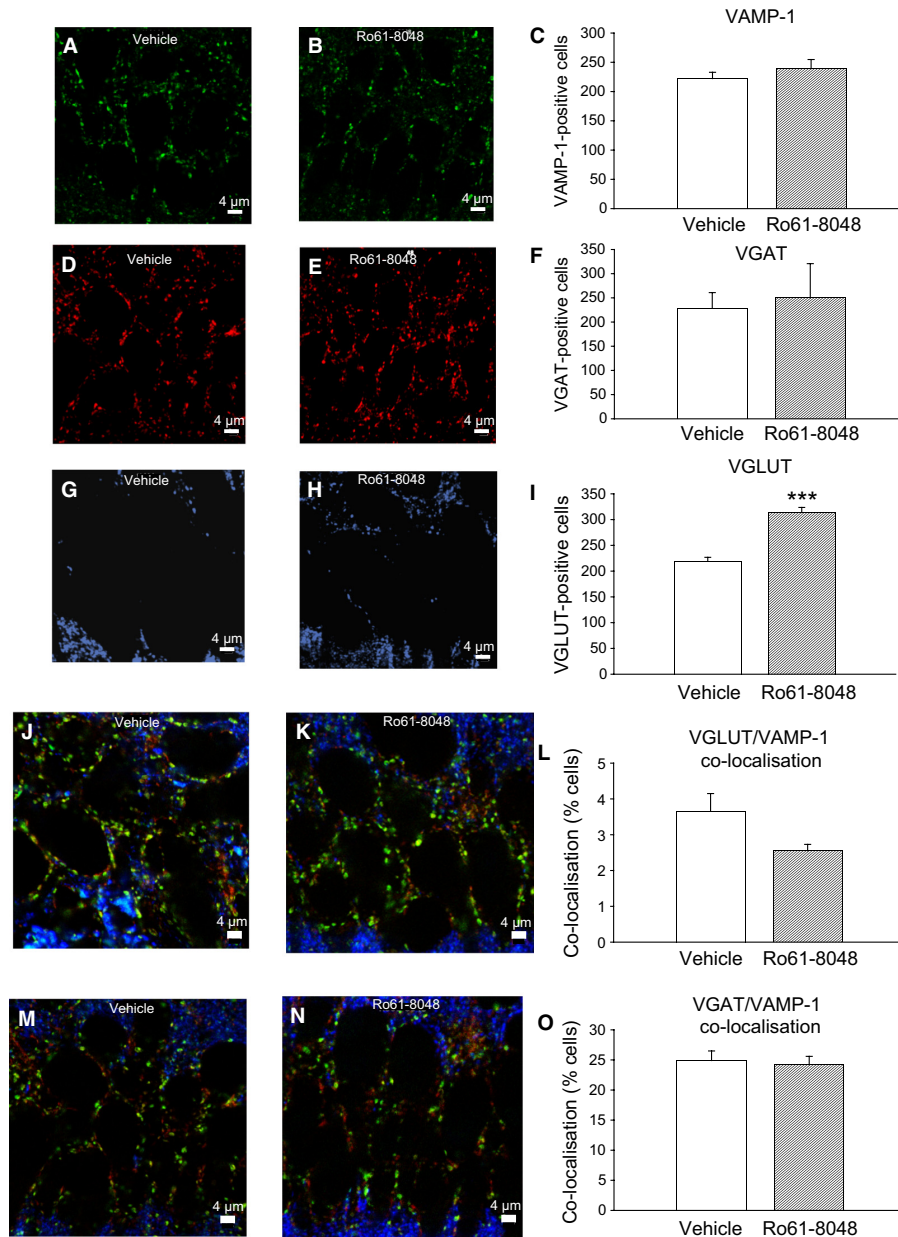 A
Vehicle
4 µm
B
Ro61-8048
4 µm
C
VAMP-1
VAMP-1-positive cells
300
250
200
150
100
50
0
Vehicle
Ro61-8048
D
Vehicle
4 µm
E
Ro61-8048
4 µm
F
VGAT
VGAT-positive cells
350
300
250
200
150
100
50
0
Vehicle
Ro61-8048
G
Vehicle
4 µm
H
Ro61-8048
4 µm
I
VGLUT
VGLUT-positive cells
350
300
250
200
150
100
50
0
***
Vehicle
Ro61-8048
J
Vehicle
4 µm
K
Ro61-8048
4 µm
L
VGLUT/VAMP-1
co-localisation
Co-localisation (% cells)
5
4
3
2
1
0
Vehicle
Ro61-8048
M
Vehicle
4 µm
N
Ro61-8048
4 µm
O
VGAT/VAMP-1
co-localisation
Co-localisation (% cells)
30
25
20
15
10
5
0
Vehicle
Ro61-8048